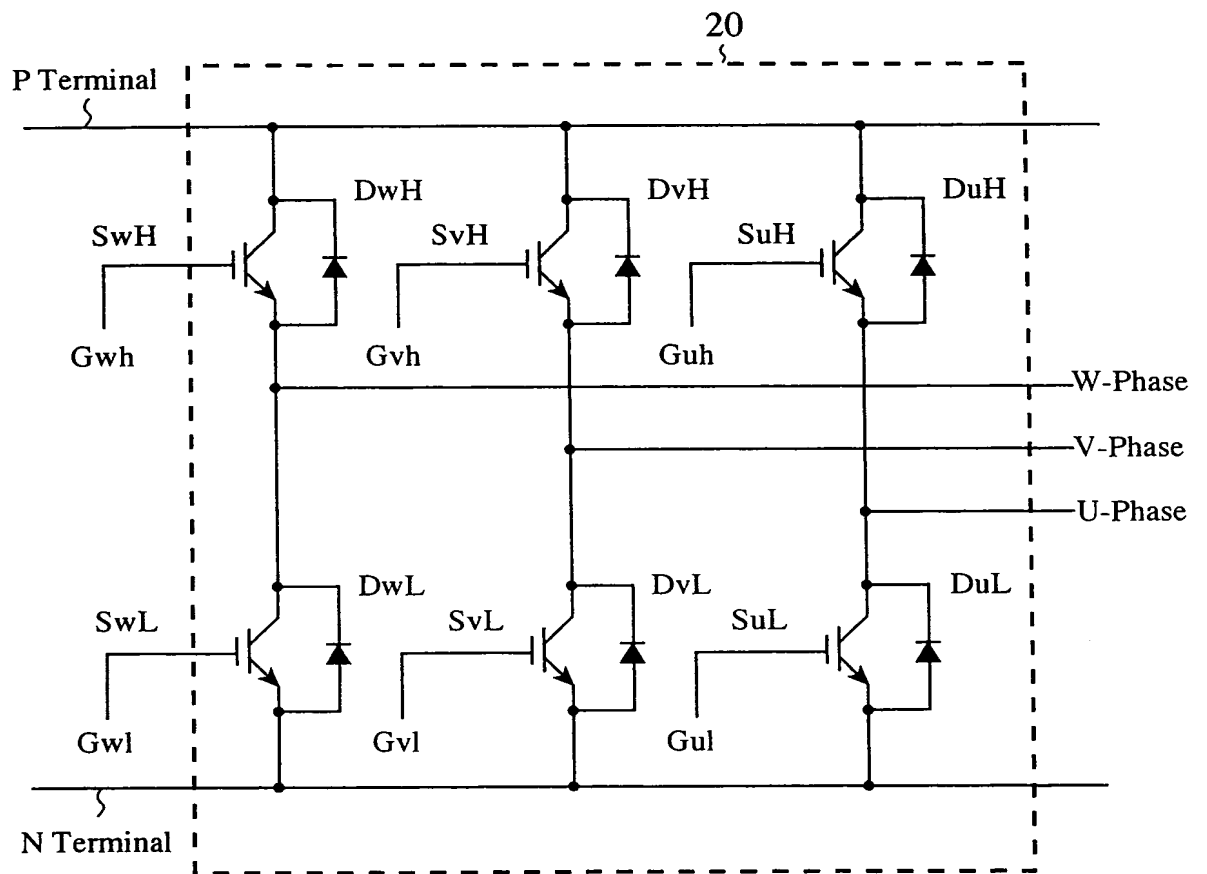 20
P Terminal
DwH
DvH
DuH
SwH
SvH
SuH
Gwh
Gvh
Guh
W-Phase
V-Phase
U-Phase
DwL
DvL
DuL
SwL
SvL
SuL
Gwl
Gvl
Gul
N Terminal